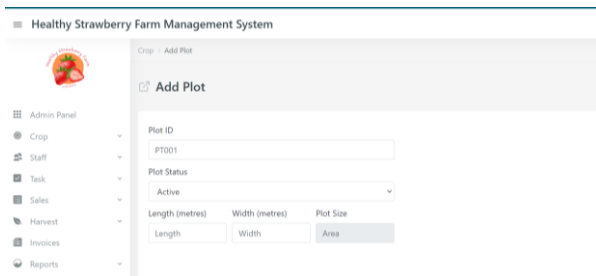 Healthy Strawberry Farm Management System
Crop - Add Plot
Add Plot
Admin Panel
Crop
Staff
Task
Sales
Harvest
Invoices
Reports
Plot ID
PT001
Plot Status
Active
Length (metres) Width (metres) Plot Size
Length Width Area